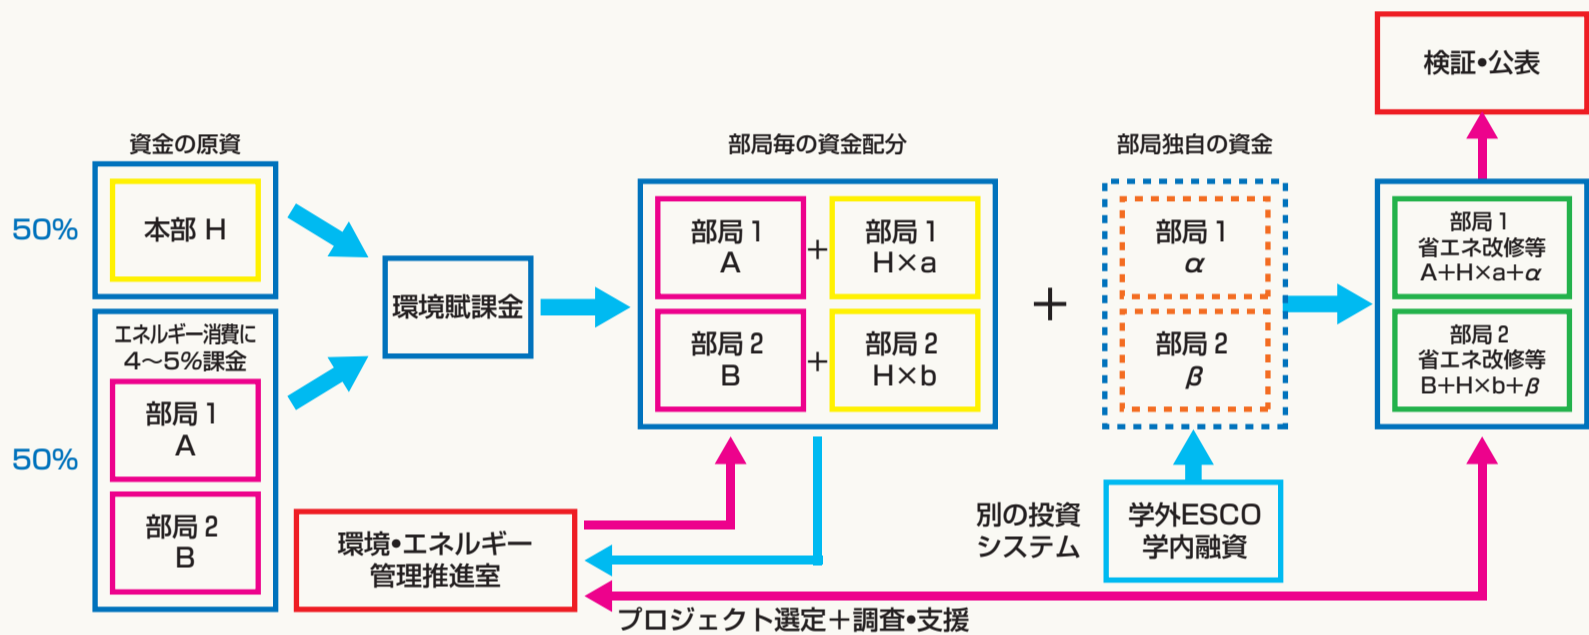 資金の原資
50%
本部 H
エネルギー消費に
4〜5%課金
50%
部局 1
A
部局 2
B
環境賦課金
環境•エネルギー
管理推進室
部局毎の資金配分
部局 1
A
+
部局 1
H×a
部局 2
B
+
部局 2
H×b
+
部局独自の資金
部局 1
α
部局 2
β
別の投資
システム
学外ESCO
学内融資
検証•公表
部局 1
省エネ改修等
A+H×a+α
部局 2
省エネ改修等
B+H×b+β
プロジェクト選定＋調査•支援